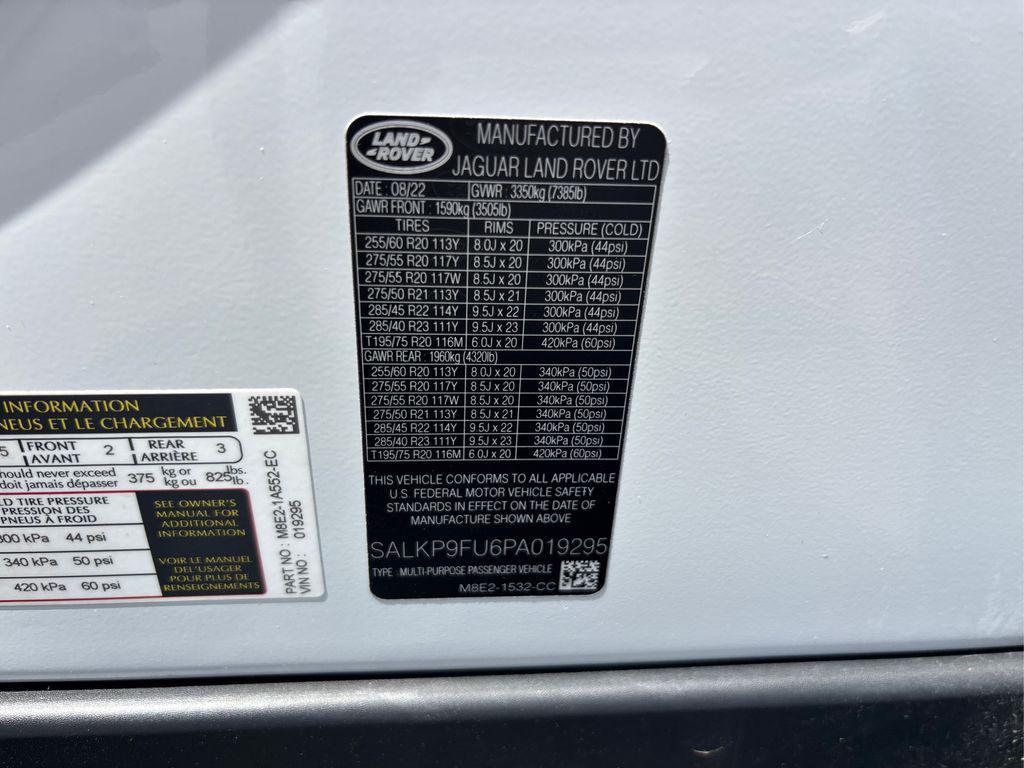 LAND-
-ROVER
MANUFACTURED BY
JAGUAR LAND ROVER LTD
DATE : 08/22 GVWR : 3350kg (7385lb)
GAWR FRONT : 1590kg (3505lb)
TIRES RIMS PRESSURE (COLD)
255/60 R20 113Y 8.0J x 20 300kPa (44psi)
275/55 R20 117Y 8.5J x 20 300kPa (44psi)
275/55 R20 117W 8.5J x 20 300kPa (44psi)
275/50 R21 113Y 8.5J x 21 300kPa (44psi)
285/45 R22 114Y 9.5J x 22 300kPa (44psi)
285/40 R23 111Y 9.5J x 23 300kPa (44psi)
T195/75 R20 116M 6.0J x 20 420kPa (60psi)
GAWR REAR : 1960kg (4320lb)
255/60 R20 113Y 8.0J x 20 340kPa (50psi)
275/55 R20 117Y 8.5J x 20 340kPa (50psi)
275/55 R20 117W 8.5J x 20 340kPa (50psi)
275/50 R21 113Y 8.5J x 21 340kPa (50psi)
285/45 R22 114Y 9.5J x 22 340kPa (50psi)
285/40 R23 111Y 9.5J x 23 340kPa (50psi)
T195/75 R20 116M 6.0J x 20 420kPa (60psi)
THIS VEHICLE CONFORMS TO ALL APPLICABLE
U.S. FEDERAL MOTOR VEHICLE SAFETY
STANDARDS IN EFFECT ON THE DATE OF
MANUFACTURE SHOWN ABOVE
SALKP9FU6PA019295
TYPE : MULTI-PURPOSE PASSENGER VEHICLE
M8E2-1532-CC
INFORMATION
NEUS ET LE CHARGEMENT
5 FRONT 2 REAR 3
AVANT ARRIÈRE
should never exceed 375 kg or 825 lbs.
doit jamais dépasser kg ou lb.
LD TIRE PRESSURE
PRESSION DES
PNEUS À FROID
300 kPa 44 psi
340 kPa 50 psi
420 kPa 60 psi
SEE OWNER'S
MANUAL FOR
ADDITIONAL
INFORMATION
VOIR LE MANUEL
DE L'USAGER
POUR PLUS DE
RENSEIGNEMENTS
PART NO : M8E2-1A552-EC
VIN NO : 019295